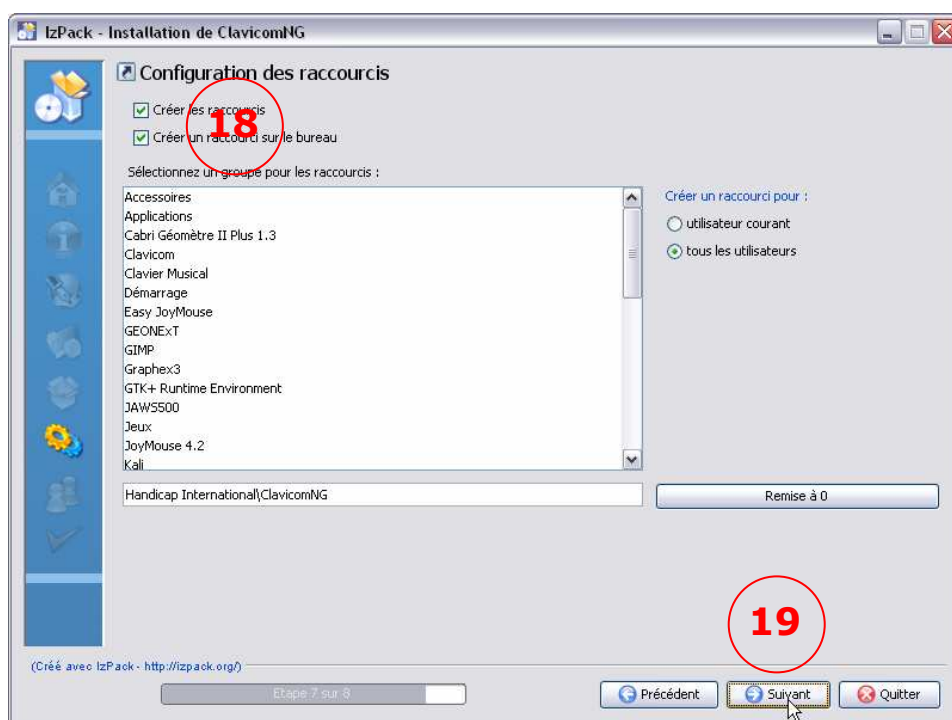 IzPack - Installation de ClavicomNG
Configuration des raccourcis
Créer les raccourcis
18
Créer un raccourci sur le bureau
Sélectionnez un groupe pour les raccourcis :
Accessoires
Applications
Cabri Géomètre II Plus 1.3
Clavicom
Clavier Musical
Démarrage
Easy JoyMouse
GEONExT
GIMP
Graphex3
GTK+ Runtime Environment
JAWS500
Jeux
JoyMouse 4.2
Kali
Créer un raccourci pour :
utilisateur courant
tous les utilisateurs
Handicap International\ClavicomNG
Remise à 0
19
(Créé avec IzPack - http://izpack.org/)
Etape 7 sur 8
Précédent
Suivant
Quitter